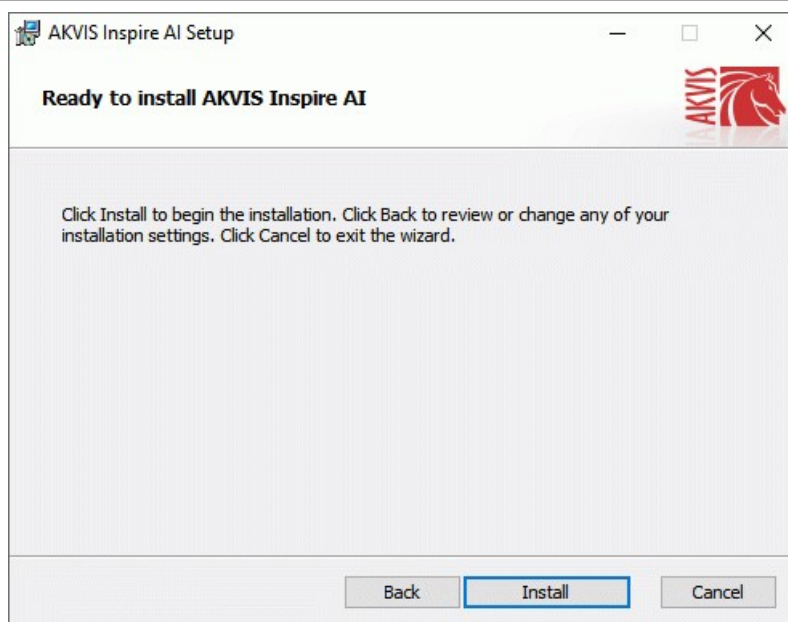 AKVIS Inspire AI Setup
Ready to install AKVIS Inspire AI
AKVIS
Click Install to begin the installation. Click Back to review or change any of your
installation settings. Click Cancel to exit the wizard.
Back
Install
Cancel